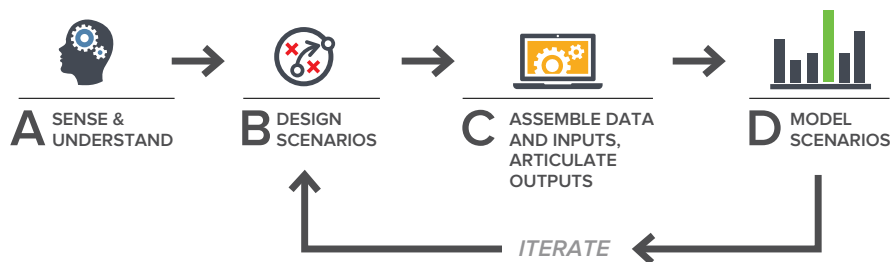 A SENSE &
UNDERSTAND
B DESIGN
SCENARIOS
C ASSEMBLE DATA
AND INPUTS,
ARTICULATE
OUTPUTS
D MODEL
SCENARIOS
ITERATE